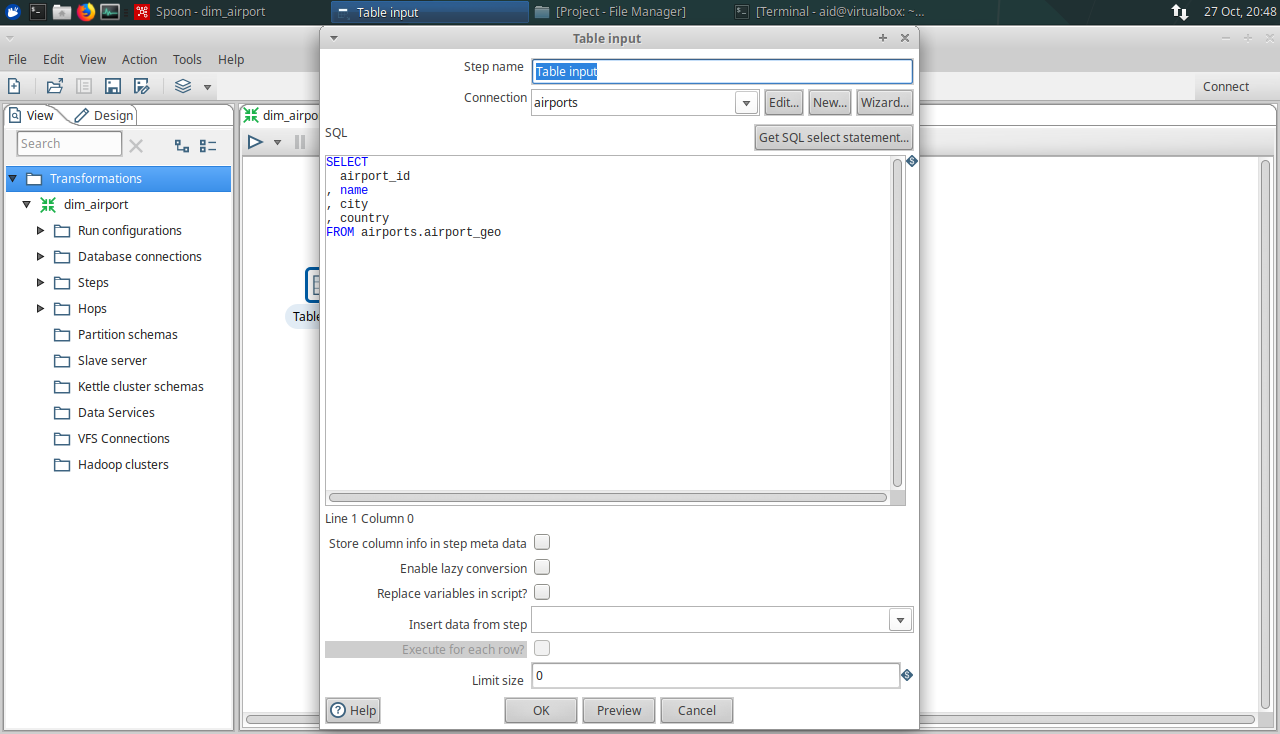 Spoon - dim_airport
Table input
[Project - File Manager]
[Terminal - aid@virtualbox: ~...
27 Oct, 20:48
Table input
File Edit View Action Tools Help
Connect
View
Design
dim_airpo
Search
Transformations
dim_airport
Run configurations
Database connections
Steps
Hops
Partition schemas
Slave server
Kettle cluster schemas
Data Services
VFS Connections
Hadoop clusters
Table
Step name
Table input
Connection
airports
Edit...
New...
Wizard...
SQL
Get SQL select statement...
SELECT
airport_id
, name
, city
, country
FROM airports.airport_geo
Line 1 Column 0
Store column info in step meta data
Enable lazy conversion
Replace variables in script?
Insert data from step
Execute for each row?
Limit size
0
Help
OK
Preview
Cancel